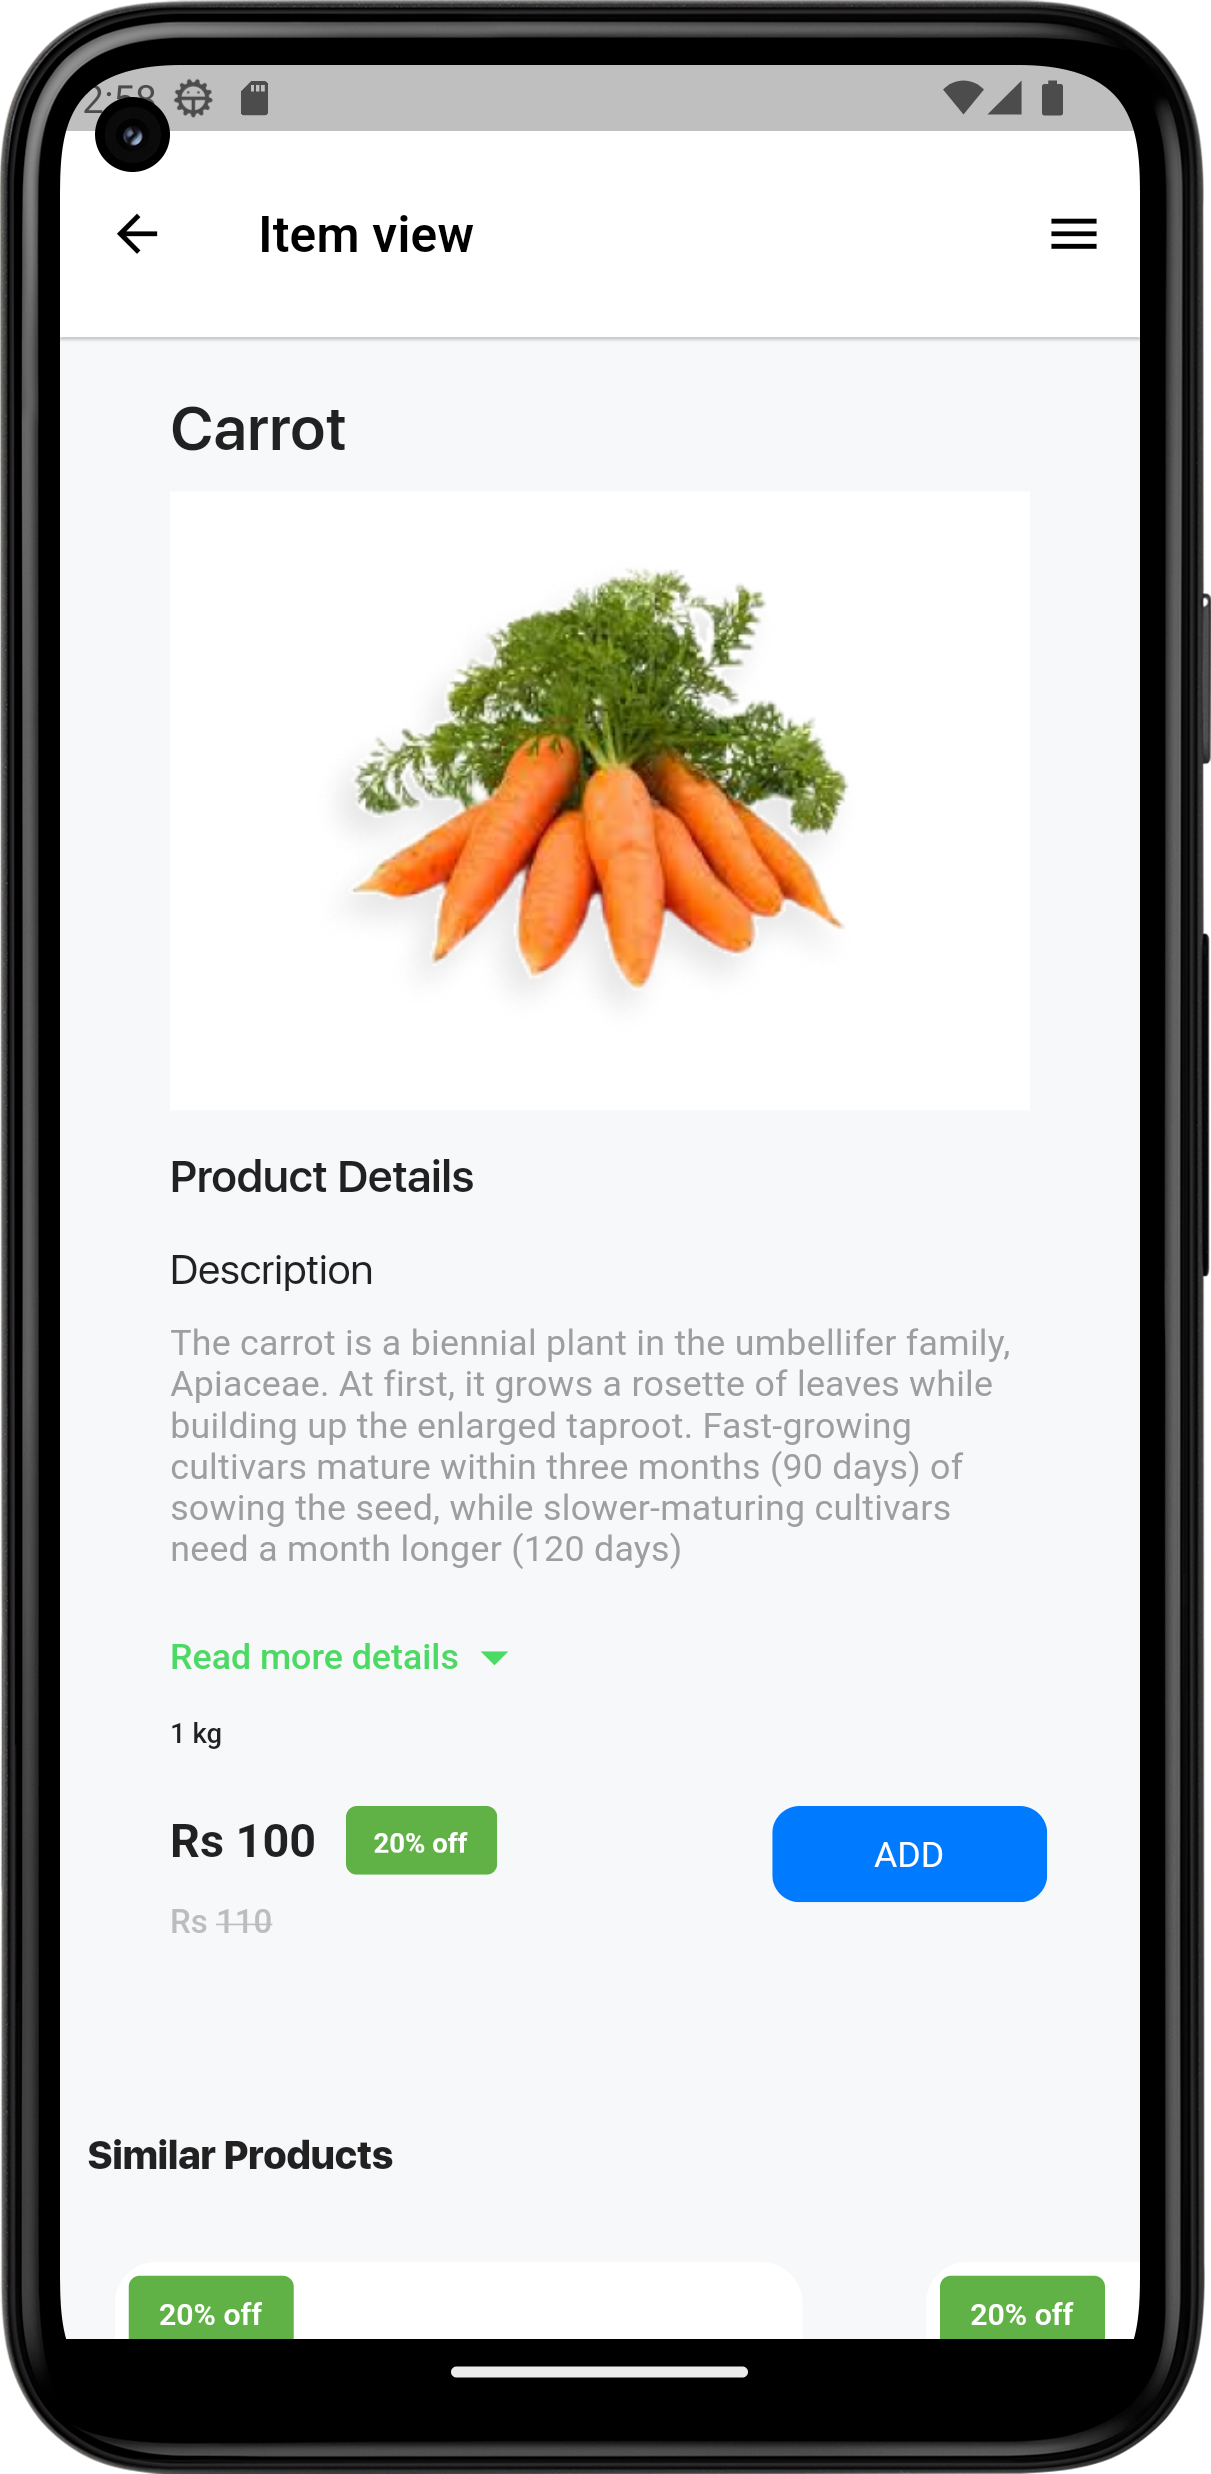 Item view
Carrot
Product Details
Description
The carrot is a biennial plant in the umbellifer family,
Apiaceae. At first, it grows a rosette of leaves while
building up the enlarged taproot. Fast-growing
cultivars mature within three months (90 days) of
sowing the seed, while slower-maturing cultivars
need a month longer (120 days)
Read more details
1 kg
Rs 100 20% off
ADD
Rs 110
Similar Products
20% off 20% off